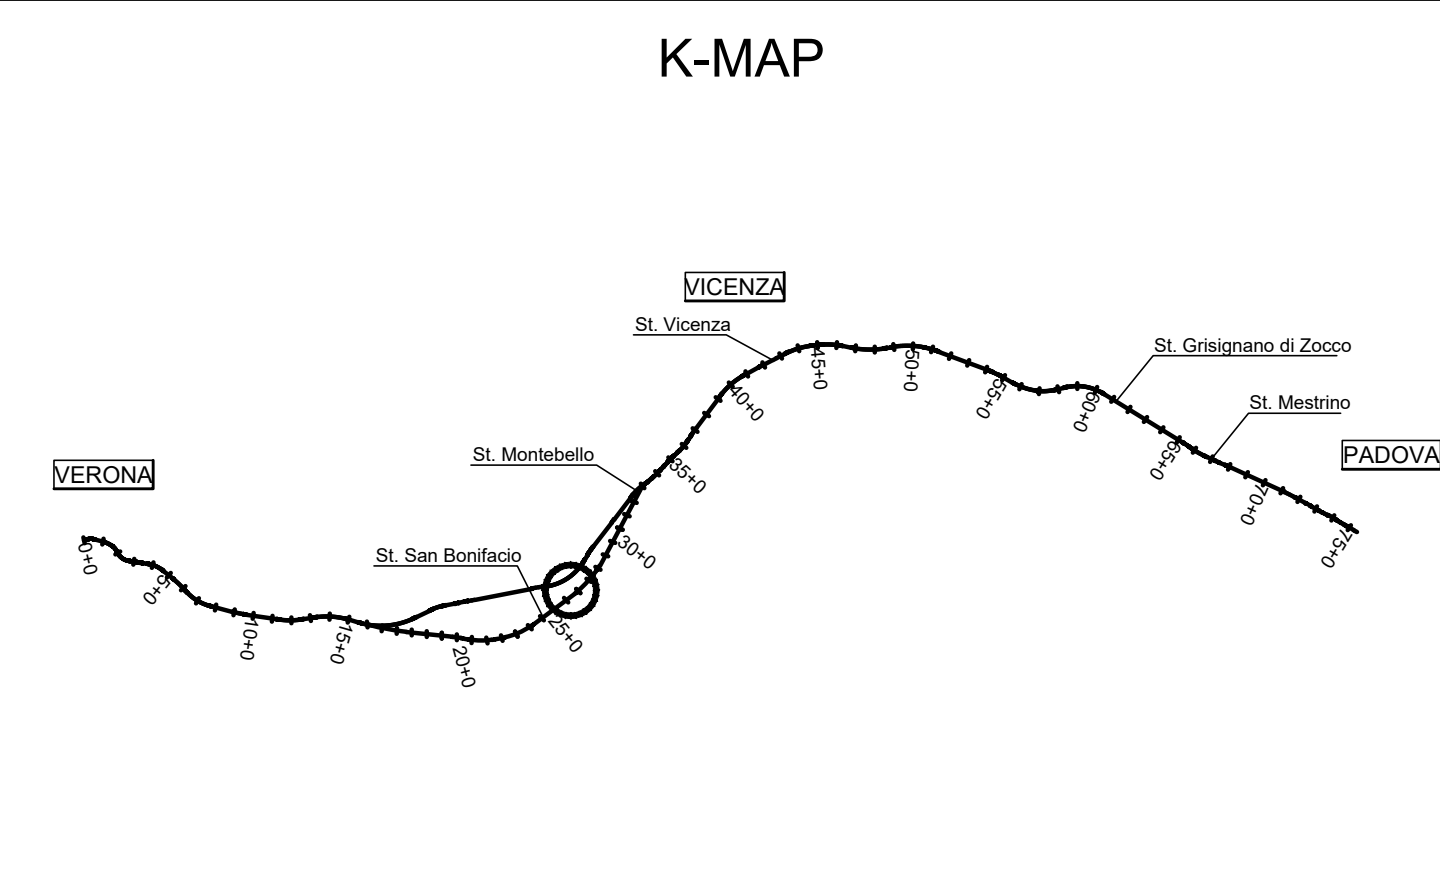 K-MAP
VICENZA
St. Vicenza
St. Grisignano di Zocco
St. Mestrino
PADOVA
St. Montebello
VERONA
St. San Bonifacio
0+0
5+0
10+0
15+0
20+0
25+0
30+0
35+0
40+0
45+0
50+0
55+0
60+0
65+0
70+0
75+0